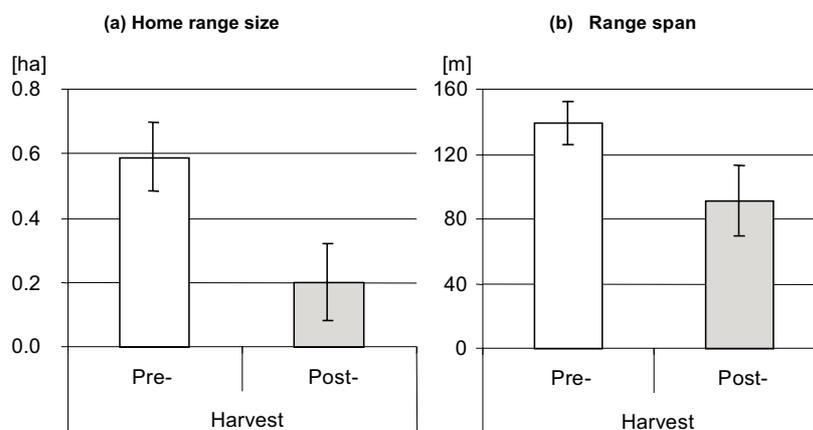 (a) Home range size
[ha]
0.8
0.6
0.4
0.2
0.0
Pre-
Post-
Harvest
(b) Range span
[m]
160
120
80
40
0
Pre-
Post-
Harvest